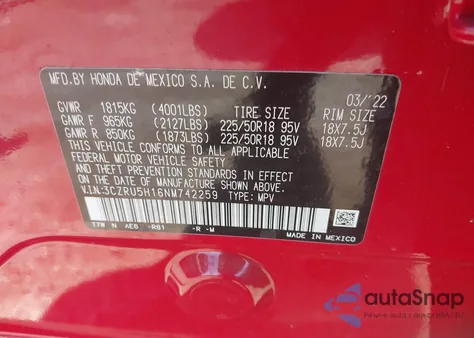 MFD.BY HONDA DE MEXICO S.A. DE C.V.
03/'22
GVWR 1815KG (4001LBS) TIRE SIZE RIM SIZE
GAWR F 965KG (2127LBS) 225/50R18 95V 18X7.5J
GAWR R 850KG (1873LBS) 225/50R18 95V 18X7.5J
THIS VEHICLE CONFORMS TO ALL APPLICABLE
FEDERAL MOTOR VEHICLE SAFETY
AND THEFT PREVENTION STANDARDS IN EFFECT
ON THE DATE OF MANUFACTURE SHOWN ABOVE.
V.I.N:3CZRU5H16NM742259 TYPE: MPV
N -R81 -R -M
MADE IN MEXICO
autoSnap